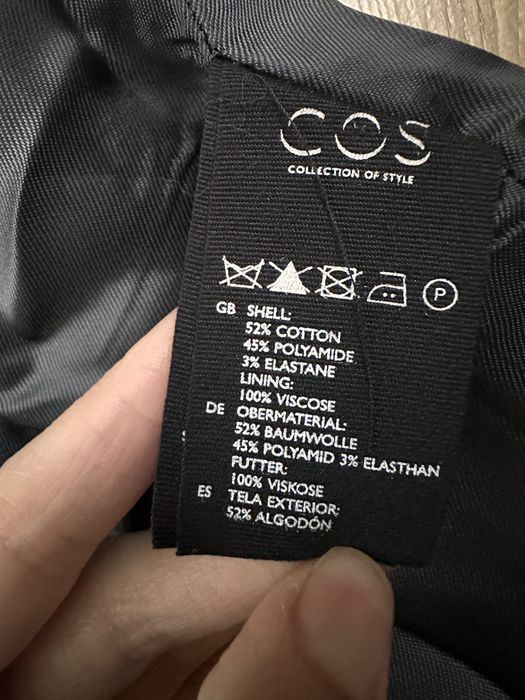 COS
COLLECTION OF STYLE
P
GB SHELL:
52% COTTON
45% POLYAMIDE
3% ELASTANE
LINING:
100% VISCOSE
DE OBERMATERIAL:
52% BAUMWOLLE
45% POLYAMID 3% ELASTHAN
FUTTER:
100% VISKOSE
ES TELA EXTERIOR:
52% ALGODÓN